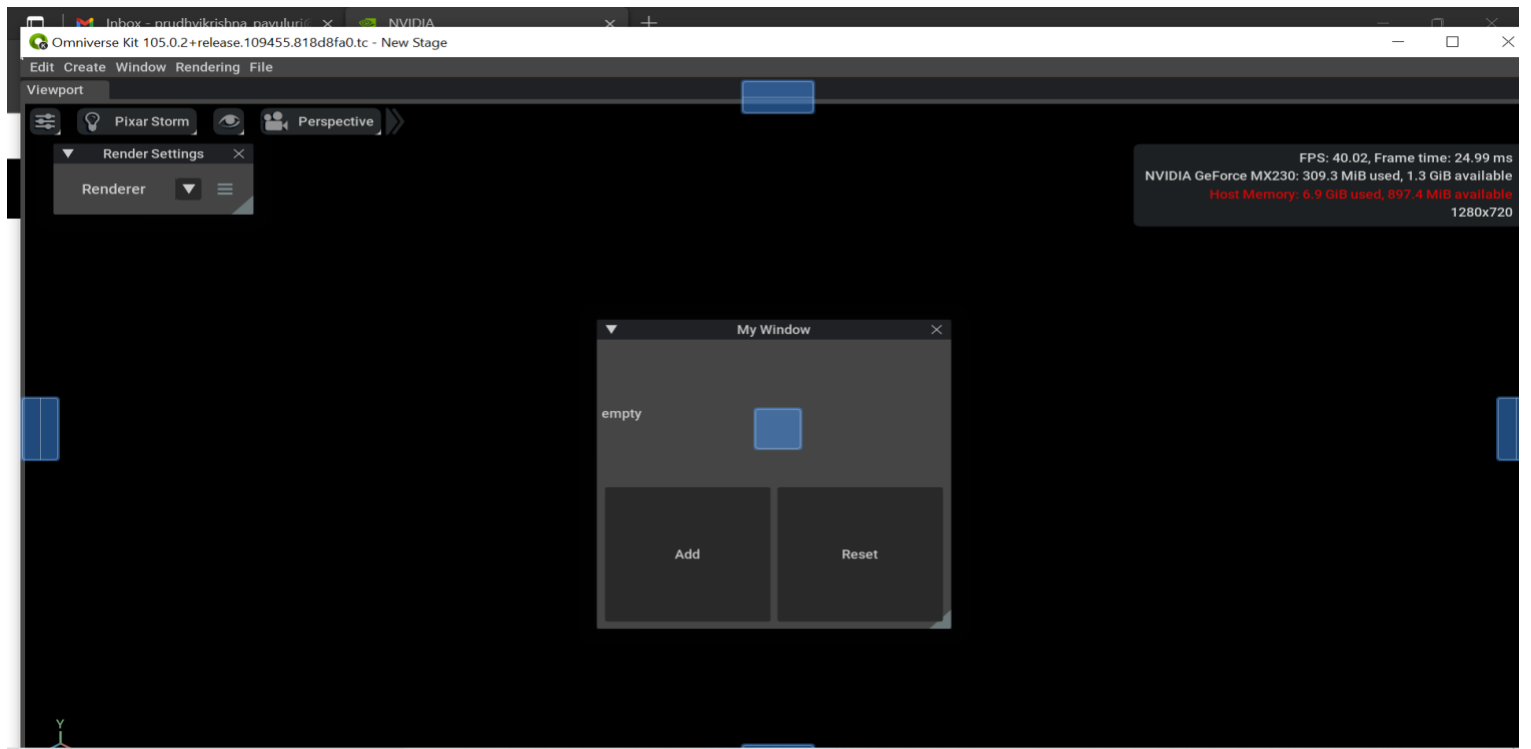 Inbox - prudhvikrishna_pavuluri@
NVIDIA
Omniverse Kit 105.0.2+release.109455.818d8fa0.tc - New Stage
Edit Create Window Rendering File
Viewport
Pixar Storm
Perspective
Render Settings
Renderer
FPS: 40.02, Frame time: 24.99 ms
NVIDIA GeForce MX230: 309.3 MiB used, 1.3 GiB available
Host Memory: 6.9 GiB used, 897.4 MiB available
1280x720
My Window
empty
Add Reset
Y